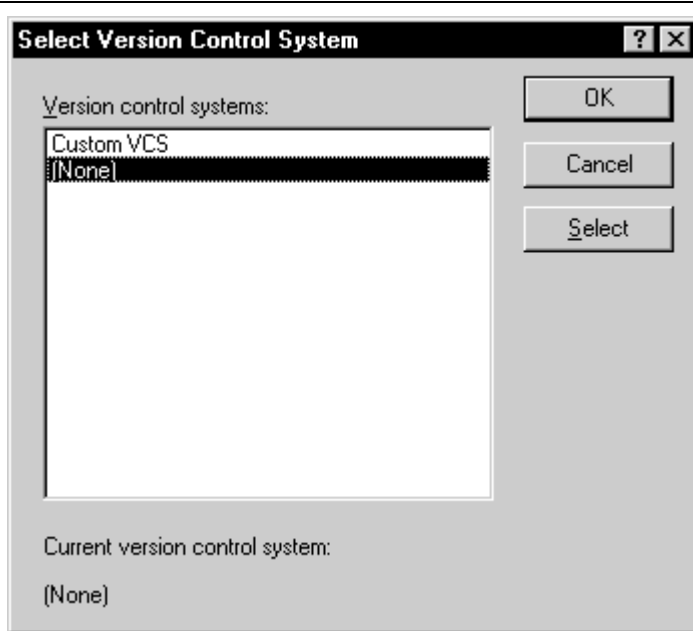 Select Version Control System ? ×
Version control systems:
OK
Custom VCS
(None)
Cancel
Select
Current version control system:
(None)